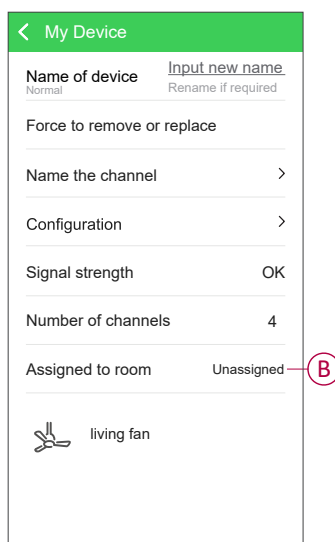 My Device
Name of device Input new name
Normal Rename if required
Force to remove or replace
Name the channel
Configuration
Signal strength OK
Number of channels 4
Assigned to room Unassigned B
living fan